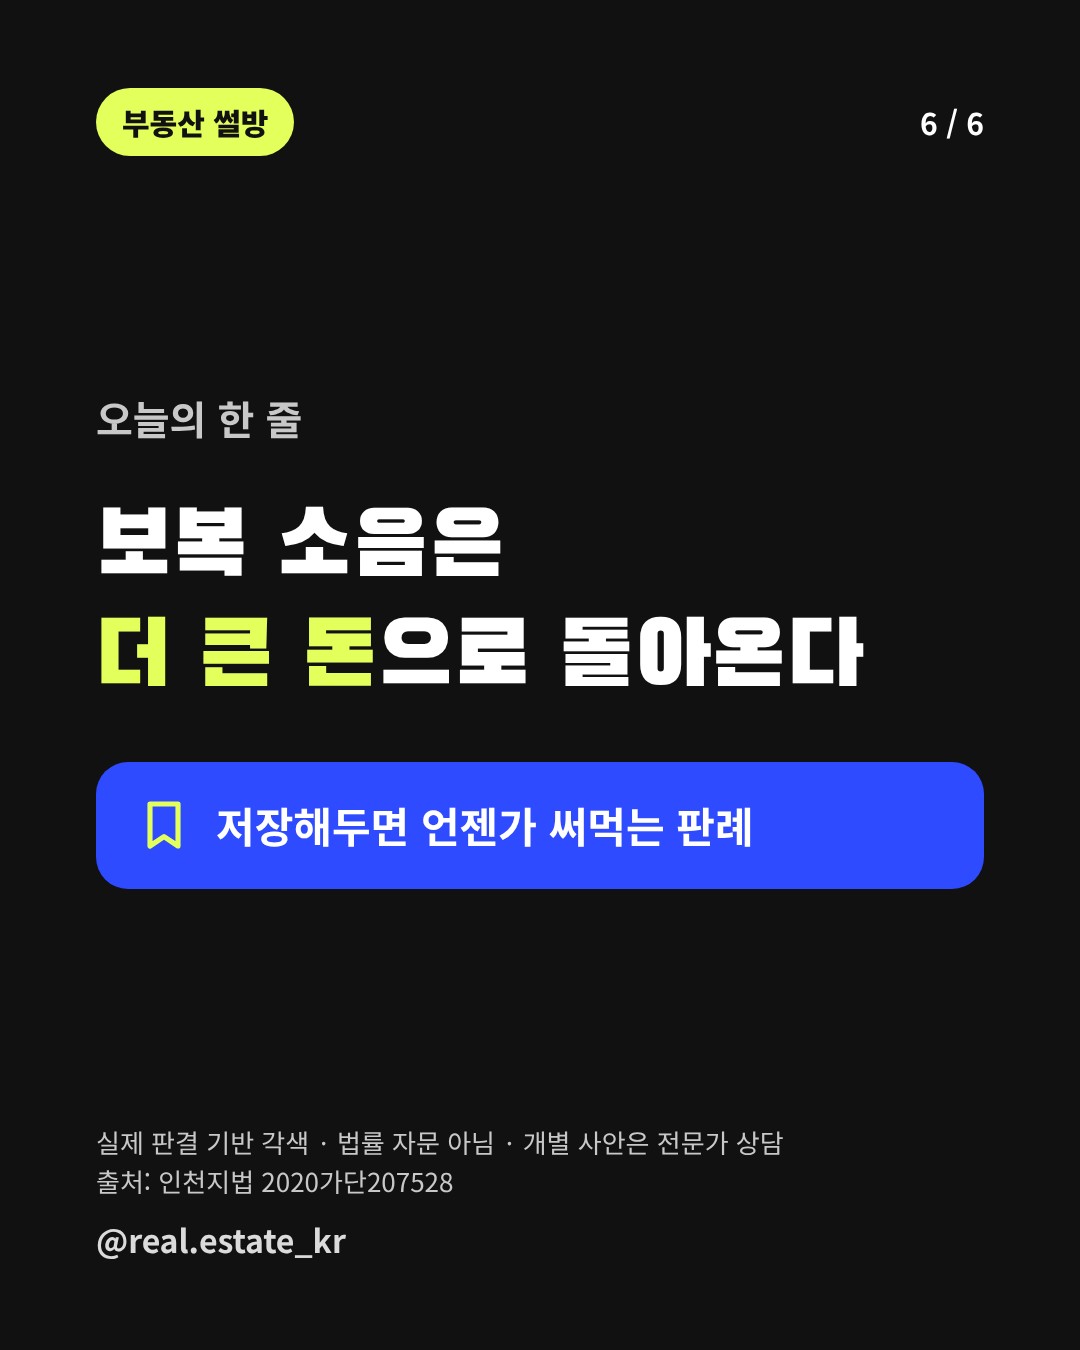 부동산 썰방
6 / 6
오늘의 한 줄
보복 소음은
더 큰 돈으로 돌아온다
저장해두면 언젠가 써먹는 판례
실제 판결 기반 각색 · 법률 자문 아님 · 개별 사안은 전문가 상담
출처: 인천지법 2020가단207528
@real.estate_kr